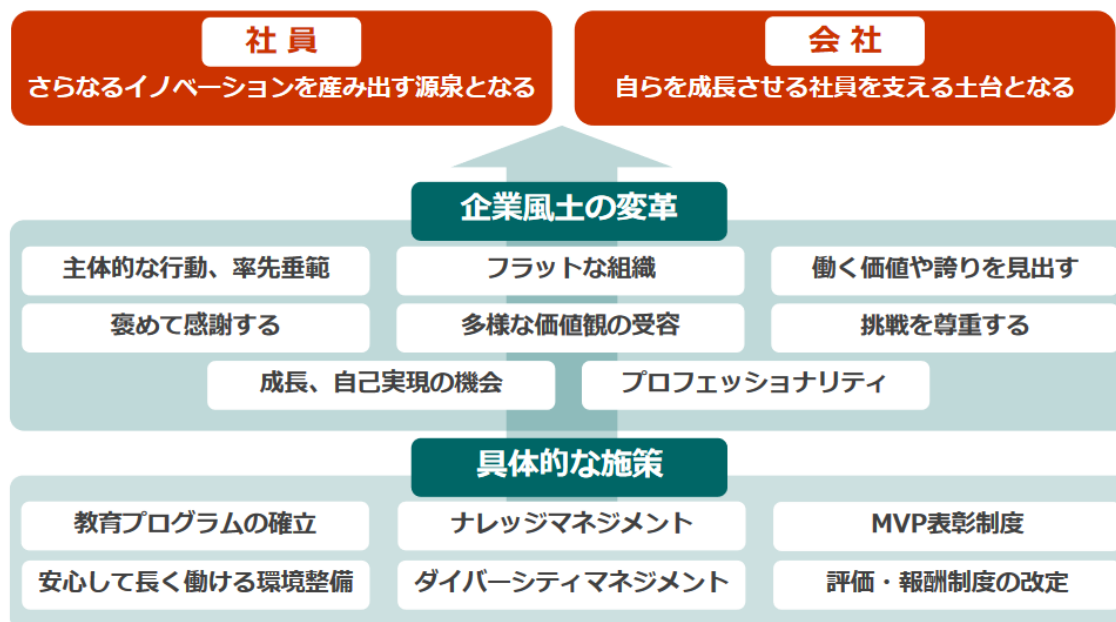 社 員
さらなるイノベーションを産み出す源泉となる
会 社
自らを成長させる社員を支える土台となる
企業風土の変革
主体的な行動、率先垂範
フラットな組織
働く価値や誇りを見出す
褒めて感謝する
多様な価値観の受容
挑戦を尊重する
成長、自己実現の機会
プロフェッショナリティ
具体的な施策
教育プログラムの確立
ナレッジマネジメント
MVP表彰制度
安心して長く働ける環境整備
ダイバーシティマネジメント
評価・報酬制度の改定